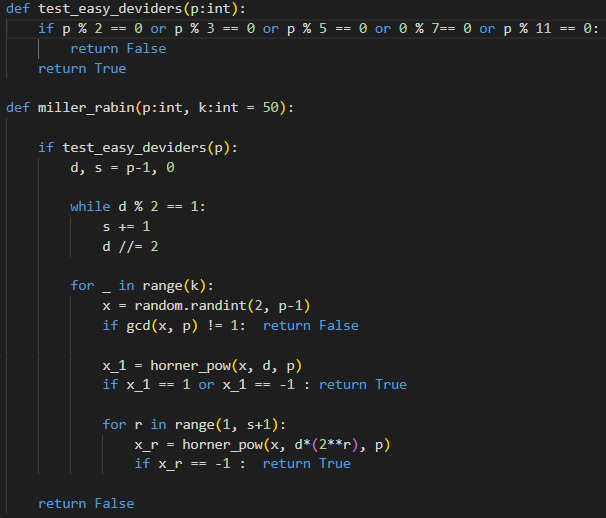 def test_easy_deviders(p:int):
    if p % 2 == 0 or p % 3 == 0 or p % 5 == 0 or 0 % 7== 0 or p % 11 == 0:
        return False
    return True
def miller_rabin(p:int, k:int = 50):
    if test_easy_deviders(p):
        d, s = p-1, 0
        while d % 2 == 1:
            s += 1
            d //= 2
        for _ in range(k):
            x = random.randint(2, p-1)
            if gcd(x, p) != 1:  return False
            x_1 = horner_pow(x, d, p)
            if x_1 == 1 or x_1 == -1 : return True
            for r in range(1, s+1):
                x_r = horner_pow(x, d*(2**r), p)
                if x_r == -1 :  return True
    return False